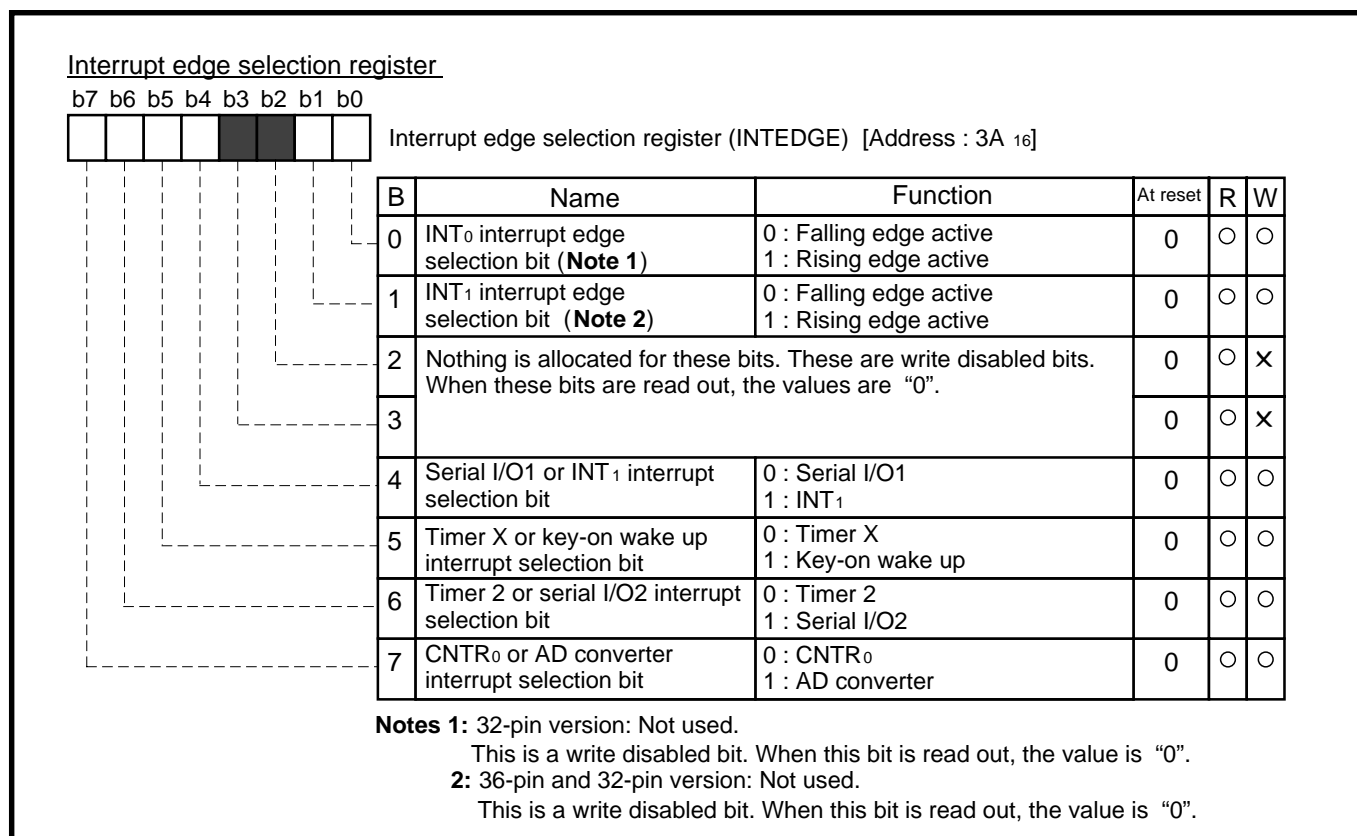 Interrupt edge selection register
b7 b6 b5 b4 b3 b2 b1 b0
Interrupt edge selection register (INTEDGE) [Address : 3A 16]
B Name Function At reset R W
0 INT0 interrupt edge selection bit (Note 1) 0 : Falling edge active 1 : Rising edge active 0 ○ ○
1 INT1 interrupt edge selection bit (Note 2) 0 : Falling edge active 1 : Rising edge active 0 ○ ○
2 Nothing is allocated for these bits. These are write disabled bits. 0 ○ ×
When these bits are read out, the values are “0”.
3 0 ○ ×
4 Serial I/O1 or INT1 interrupt selection bit 0 : Serial I/O1 1 : INT1 0 ○ ○
5 Timer X or key-on wake up interrupt selection bit 0 : Timer X 1 : Key-on wake up 0 ○ ○
6 Timer 2 or serial I/O2 interrupt selection bit 0 : Timer 2 1 : Serial I/O2 0 ○ ○
7 CNTR0 or AD converter interrupt selection bit 0 : CNTR0 1 : AD converter 0 ○ ○
Notes 1: 32-pin version: Not used.
This is a write disabled bit. When this bit is read out, the value is “0”.
2: 36-pin and 32-pin version: Not used.
This is a write disabled bit. When this bit is read out, the value is “0”.